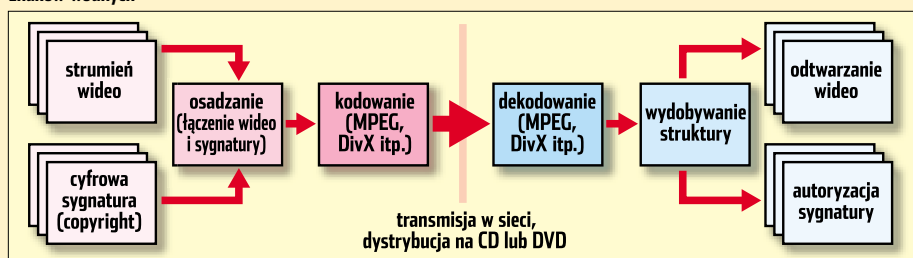 strumień
wideo
cyfrowa
sygnatura
(copyright)
osadzanie
(łączenie wideo
i sygnatury)
kodowanie
(MPEG,
DivX itp.)
transmisja w sieci,
dystrybucja na CD lub DVD
dekodowanie
(MPEG,
DivX itp.)
wydobywanie
struktury
odtwarzanie
wideo
autoryzacja
sygnatury